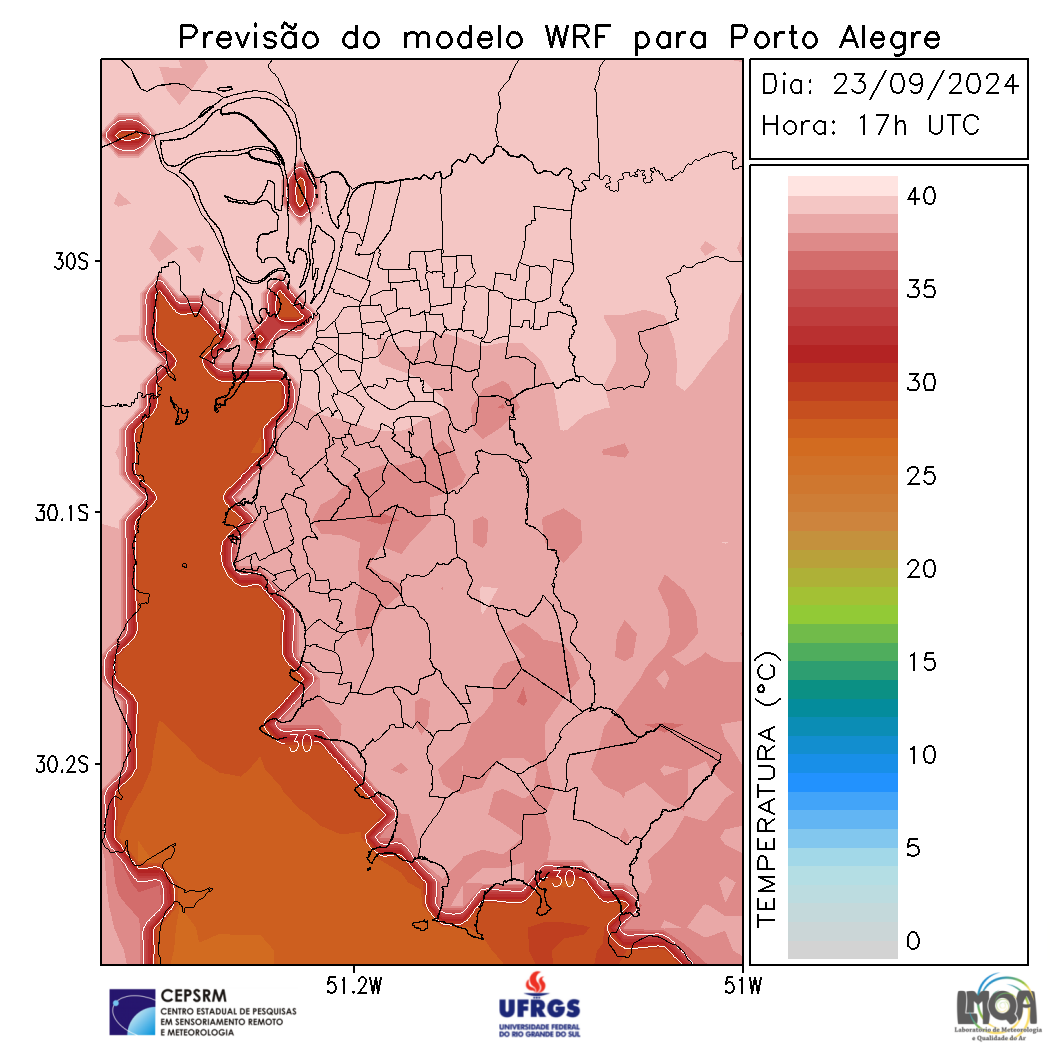 Previsão do modelo WRF para Porto Alegre
Dia: 23/09/2024
Hora: 17h UTC
40
35
30
25
20
15
10
5
0
TEMPERATURA (°C)
30S
30.1S
30.2S
30
30
51.2W
51W
CEPSRM
CENTRO ESTADUAL DE PESQUISAS
EM SENSORIAMENTO REMOTO
E METEOROLOGIA
UFRGS
UNIVERSIDADE FEDERAL
DO RIO GRANDE DO SUL
LMQA
Laboratório de Meteorologia
e Qualidade do Ar